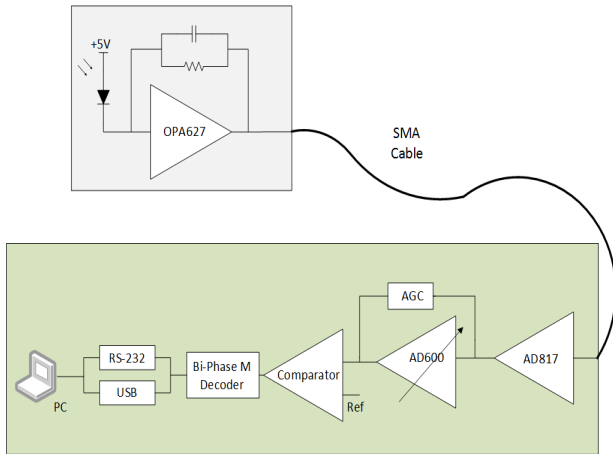 +5V
OPA627
SMA
Cable
AGC
RS-232
USB
PC
Bi-Phase M
Decoder
Comparator
Ref
AD600
AD817